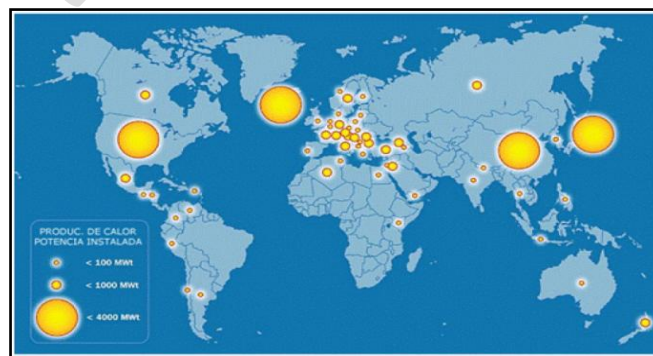 PRODUC. DE CALOR
POTENCIA INSTALADA
< 100 MWt
< 1000 MWt
< 4000 MWt